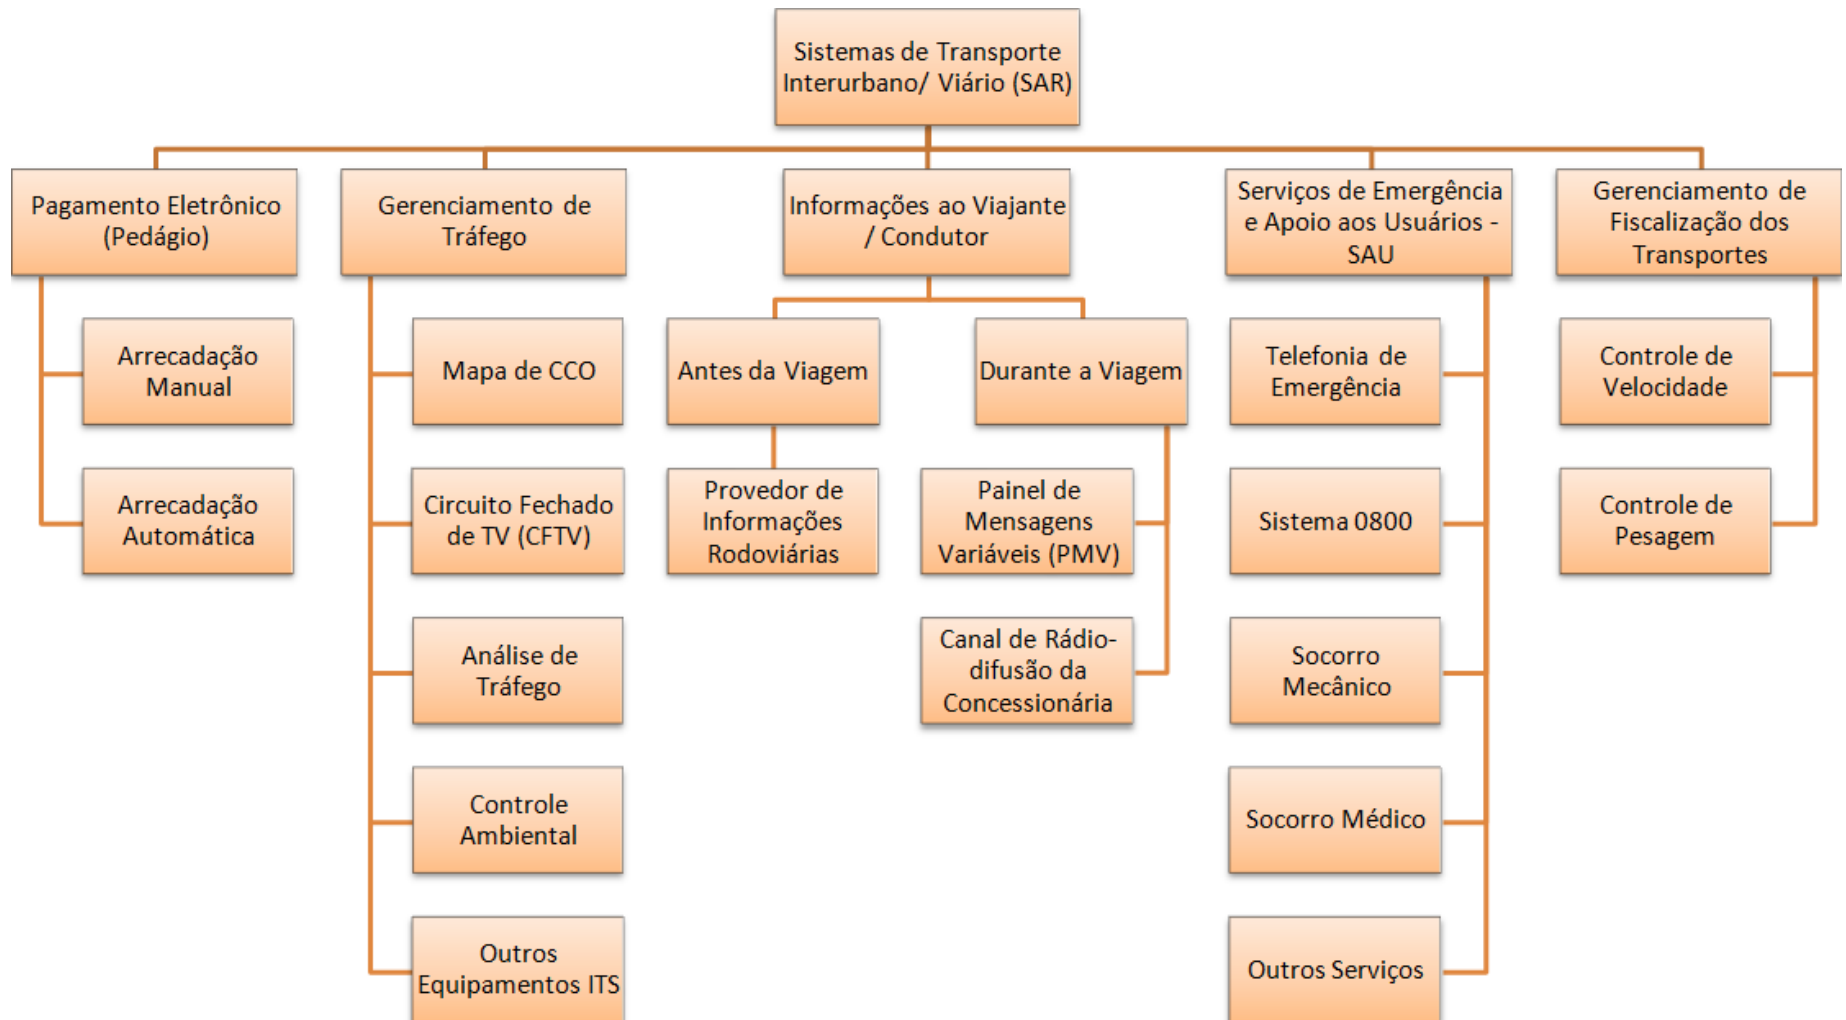 Sistemas de Transporte
Interurbano/ Viário (SAR)
Pagamento Eletrônico
(Pedágio)
Arrecadação
Manual
Arrecadação
Automática
Gerenciamento de
Tráfego
Mapa de CCO
Circuito Fechado
de TV (CFTV)
Análise de
Tráfego
Controle
Ambiental
Outros
Equipamentos ITS
Informações ao Viajante
/ Condutor
Antes da Viagem
Provedor de
Informações
Rodoviárias
Durante a Viagem
Painel de
Mensagens
Variáveis (PMV)
Canal de Rádio-
difusão da
Concessionária
Serviços de Emergência
e Apoio aos Usuários -
SAU
Telefonia de
Emergência
Sistema 0800
Socorro
Mecânico
Socorro Médico
Outros Serviços
Gerenciamento de
Fiscalização dos
Transportes
Controle de
Velocidade
Controle de
Pesagem